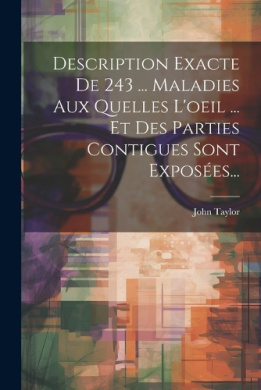 Description Exacte
De 243 ... Maladies
Aux Quelles L'oeil ...
Et Des Parties
Contigues Sont
Exposées...
John Taylor